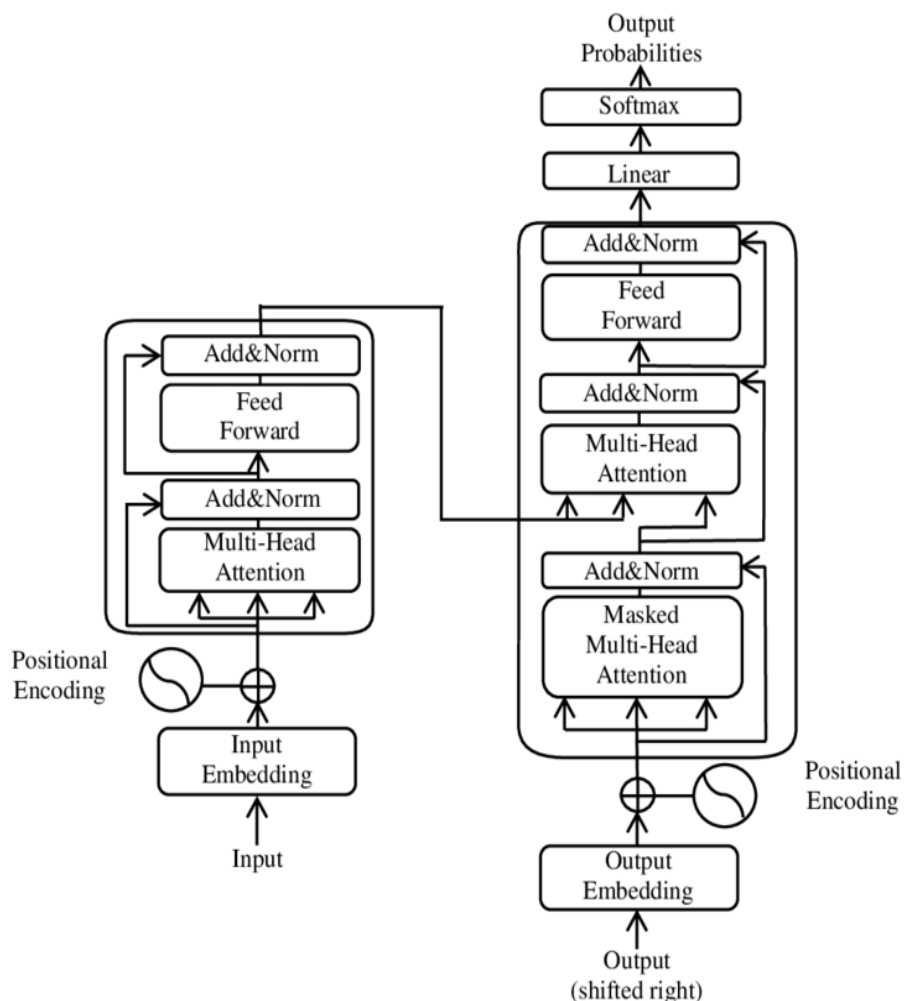 Output
Probabilities
Softmax
Linear
Add&Norm
Feed
Forward
Add&Norm
Multi-Head
Attention
Add&Norm
Masked
Multi-Head
Attention
Positional
Encoding
Output
Embedding
Output
(shifted right)
Add&Norm
Feed
Forward
Add&Norm
Multi-Head
Attention
Positional
Encoding
Input
Embedding
Input